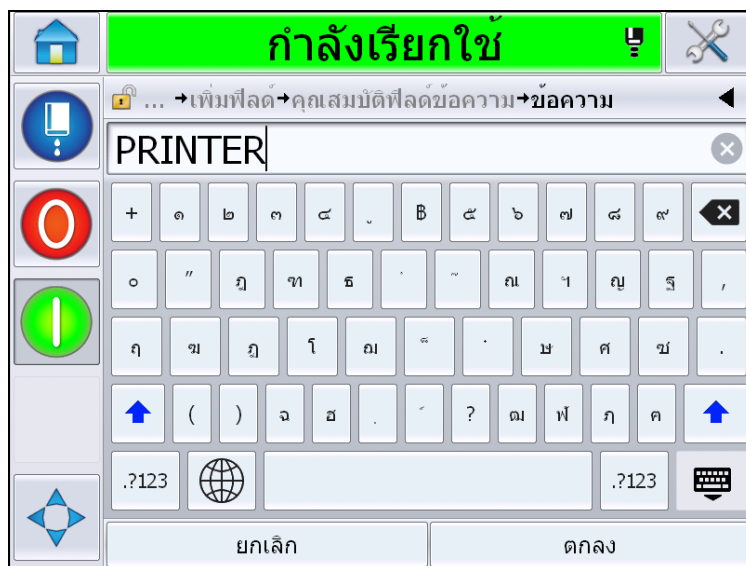 กำลังเรียกใช้
... →เพิ่มฟิลด์→คุณสมบัติฟิลด์ข้อความ→ข้อความ
PRINTER
+ ๑ ๒ ๓ ๔ ู ฿ ๕ ๖ ๗ ๘ ๙
๐ " ฎ ฑ ธ ํ ๊ ณ ฯ ญ ฐ ,
ฤ ฆ ฏ โ ฌ ็ ๋ ษ ศ ซ .
( ) ฉ ฮ ฺ ์ ? ฒ ฬ ฦ ค
.?123 .?123
ยกเลิก ตกลง